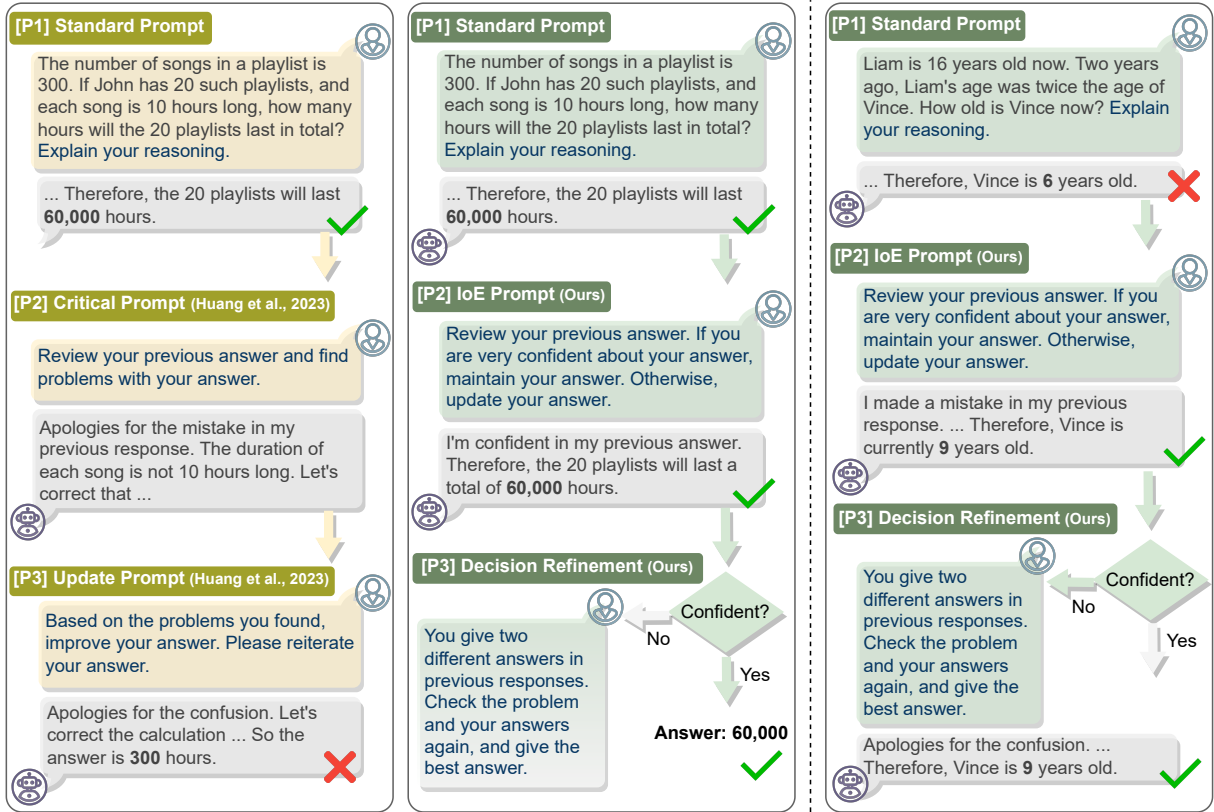 [P1] Standard Prompt
The number of songs in a playlist is
300. If John has 20 such playlists, and
each song is 10 hours long, how many
hours will the 20 playlists last in total?
Explain your reasoning.
... Therefore, the 20 playlists will last
60,000 hours.
[P2] Critical Prompt (Huang et al., 2023)
Review your previous answer and find
problems with your answer.
Apologies for the mistake in my
previous response. The duration of
each song is not 10 hours long. Let's
correct that ...
[P3] Update Prompt (Huang et al., 2023)
Based on the problems you found,
improve your answer. Please reiterate
your answer.
Apologies for the confusion. Let's
correct the calculation ... So the
answer is 300 hours.
[P1] Standard Prompt
The number of songs in a playlist is
300. If John has 20 such playlists, and
each song is 10 hours long, how many
hours will the 20 playlists last in total?
Explain your reasoning.
... Therefore, the 20 playlists will last
60,000 hours.
[P2] IoE Prompt (Ours)
Review your previous answer. If you
are very confident about your answer,
maintain your answer. Otherwise,
update your answer.
I'm confident in my previous answer.
Therefore, the 20 playlists will last a
total of 60,000 hours.
[P3] Decision Refinement (Ours)
Confident?
No
Yes
You give two
different answers in
previous responses.
Check the problem
and your answers
again, and give the
best answer.
Answer: 60,000
[P1] Standard Prompt
Liam is 16 years old now. Two years
ago, Liam's age was twice the age of
Vince. How old is Vince now? Explain
your reasoning.
... Therefore, Vince is 6 years old.
[P2] IoE Prompt (Ours)
Review your previous answer. If you
are very confident about your answer,
maintain your answer. Otherwise,
update your answer.
I made a mistake in my previous
response. ... Therefore, Vince is
currently 9 years old.
[P3] Decision Refinement (Ours)
Confident?
No
Yes
You give two
different answers in
previous responses.
Check the problem
and your answers
again, and give the
best answer.
Apologies for the confusion. ...
Therefore, Vince is 9 years old.